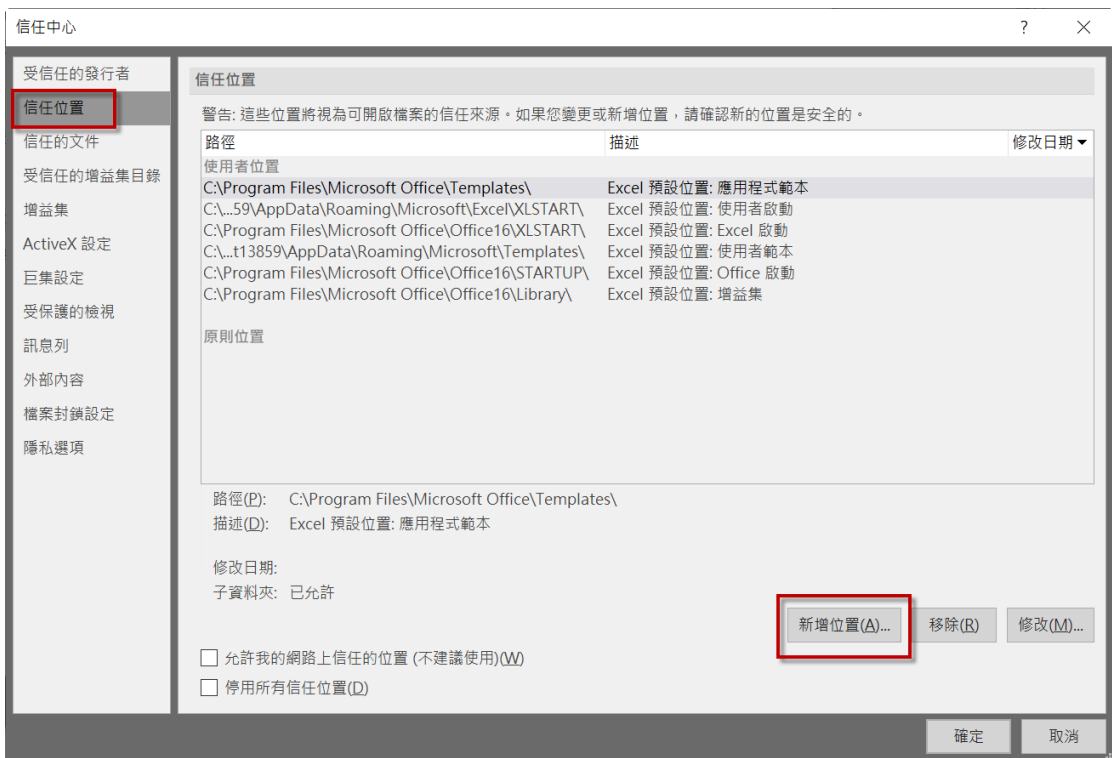 信任中心
?
受信任的發行者
信任位置
信任的文件
受信任的增益集目錄
增益集
ActiveX 設定
巨集設定
受保護的檢視
訊息列
外部內容
檔案封鎖設定
隱私選項
信任位置
警告: 這些位置將視為可開啟檔案的信任來源。如果您變更或新增位置，請確認新的位置是安全的。
路徑 描述 修改日期
使用者位置
C:\Program Files\Microsoft Office\Templates\ Excel 預設位置: 應用程式範本
C:\...59\AppData\Roaming\Microsoft\Excel\XLSTART\ Excel 預設位置: 使用者啟動
C:\Program Files\Microsoft Office\Office16\XLSTART\ Excel 預設位置: Excel 啟動
C:\...t13859\AppData\Roaming\Microsoft\Templates\ Excel 預設位置: 使用者範本
C:\Program Files\Microsoft Office\Office16\STARTUP\ Excel 預設位置: Office 啟動
C:\Program Files\Microsoft Office\Office16\Library\ Excel 預設位置: 增益集
原則位置
路徑(P): C:\Program Files\Microsoft Office\Templates\
描述(D): Excel 預設位置: 應用程式範本
修改日期:
子資料夾: 已允許
新增位置(A)... 移除(R) 修改(M)...
允許我的網路上信任的位置 (不建議使用)(W)
停用所有信任位置(D)
確定 取消